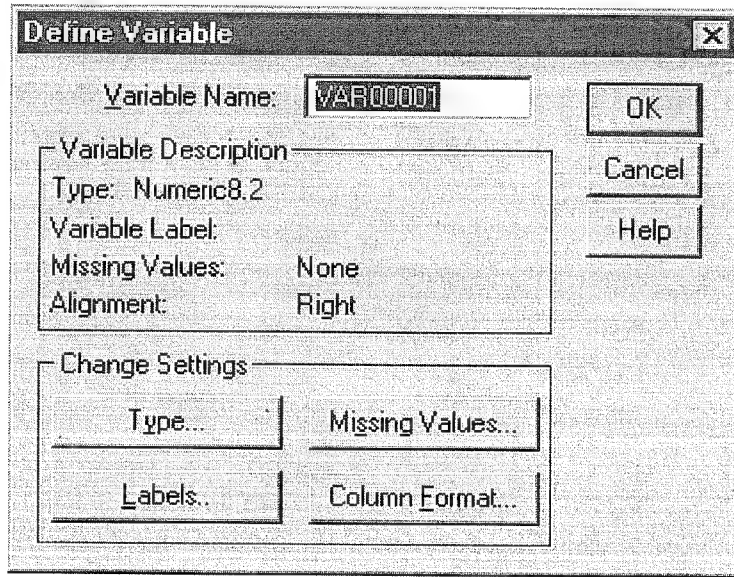 Define Variable
Variable Name: VAR00001
OK
Variable Description
Cancel
Type: Numeric8.2
Variable Label:
Help
Missing Values: None
Alignment: Right
Change Settings
Type... Missing Values...
Labels.. Column Format...